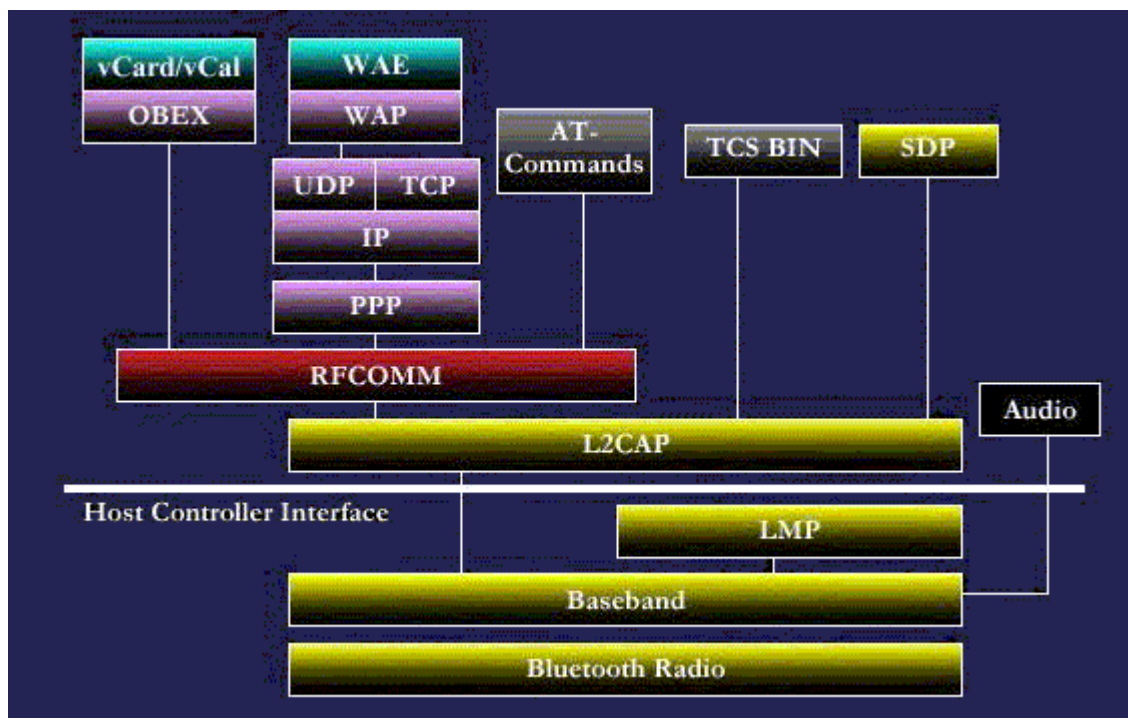 vCard/vCal
OBEX
WAE
WAP
UDP
TCP
IP
PPP
AT-
Commands
TCS BIN
SDP
RFCOMM
Audio
L2CAP
Host Controller Interface
LMP
Baseband
Bluetooth Radio